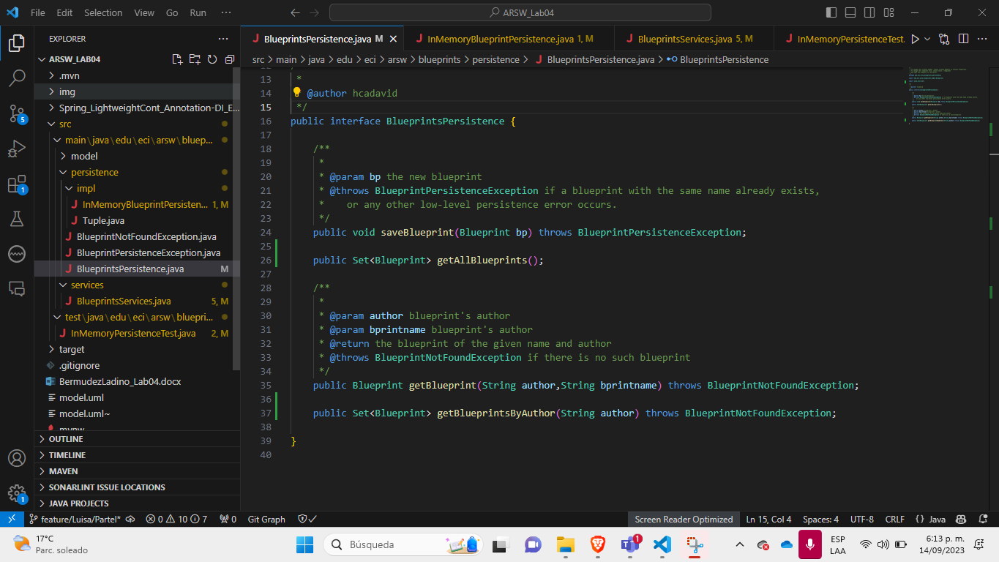 File Edit Selection View Go Run ···
ARSW_Lab04
EXPLORER ···
ARSW_LAB04
.mvn
img
Spring_LightweightCont_Annotation-DI_E...
src
main\java\edu\eci\arsw\bluep...
model
persistence
impl
InMemoryBlueprintPersisten... 1, M
Tuple.java
BlueprintNotFoundException.java
BlueprintPersistenceException.java
BlueprintsPersistence.java M
services
BlueprintsServices.java 5, M
test\java\edu\eci\arsw\bluepri...
InMemoryPersistenceTest.java 2, M
target
.gitignore
BermudezLadino_Lab04.docx
model.uml
model.uml~
mvnw
OUTLINE
TIMELINE
MAVEN
SONARLINT ISSUE LOCATIONS
JAVA PROJECTS
5
1
1
BlueprintsPersistence.java M
InMemoryBlueprintPersistence.java 1, M
BlueprintsServices.java 5, M
InMemoryPersistenceTest.
src > main > java > edu > eci > arsw > blueprints > persistence > BlueprintsPersistence.java > BlueprintsPersistence
13 *
14 @author hcadavid
15 */
16 public interface BlueprintsPersistence {
17
18 /**
19 *
20 * @param bp the new blueprint
21 * @throws BlueprintPersistenceException if a blueprint with the same name already exists,
22 * or any other low-level persistence error occurs.
23 */
24 public void saveBlueprint(Blueprint bp) throws BlueprintPersistenceException;
25
26 public Set<Blueprint> getAllBlueprints();
27
28 /**
29 *
30 * @param author blueprint's author
31 * @param bprintname blueprint's author
32 * @return the blueprint of the given name and author
33 * @throws BlueprintNotFoundException if there is no such blueprint
34 */
35 public Blueprint getBlueprint(String author,String bprintname) throws BlueprintNotFoundException;
36
37 public Set<Blueprint> getBlueprintsByAuthor(String author) throws BlueprintNotFoundException;
38
39 }
40
feature/Luisa/Partel* 0 10 7 0 Git Graph
Screen Reader Optimized Ln 15, Col 4 Spaces: 4 UTF-8 CRLF {} Java
17°C
Parc. soleado
Búsqueda
1
ESP
LAA
6:13 p. m.
14/09/2023